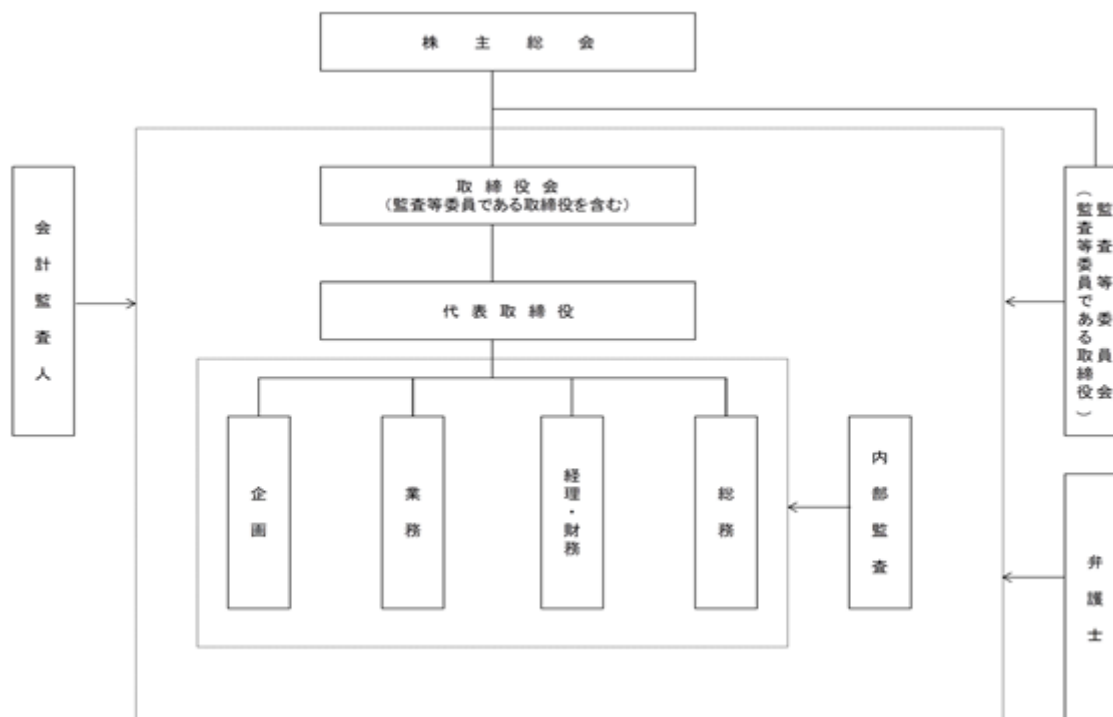 株主総会
取締役会
(監査等委員である取締役を含む)
会計監査人
監査等委員会
(監査等委員である取締役)
代表取締役
企画
業務
経理・財務
総務
内部監査
弁護士